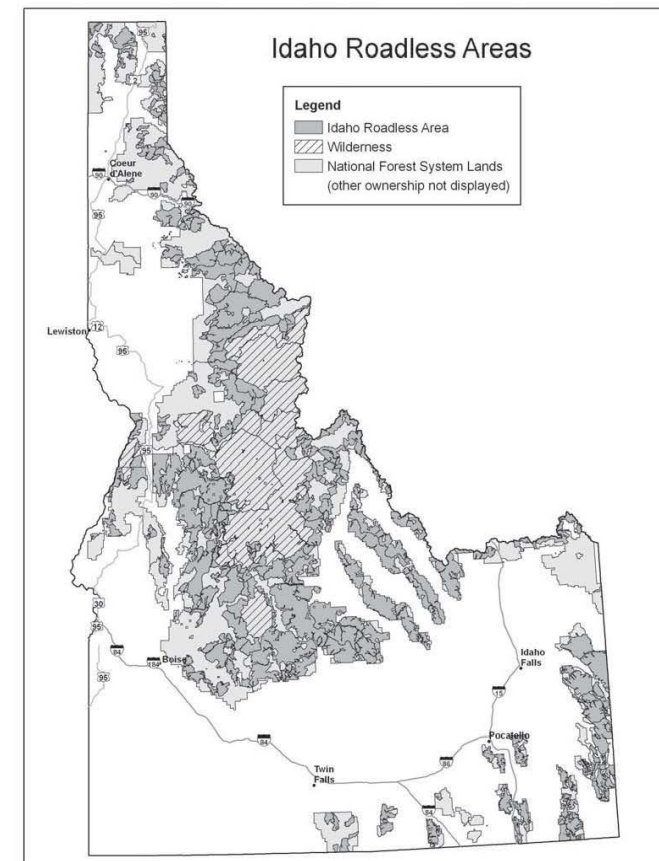 Idaho Roadless Areas
Legend
Idaho Roadless Area
Wilderness
National Forest System Lands
(other ownership not displayed)
95
2
Coeur
d'Alene
90
90
90
95
Lewiston
12
95
95
30
95
84
184
Boise
95
Idaho
Falls
15
84
Pocatello
86
Twin
Falls
84